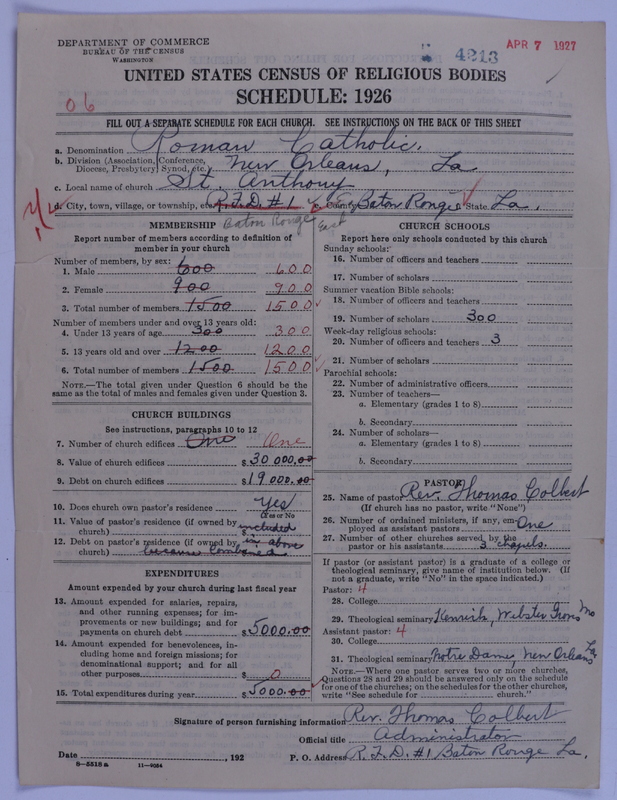 DEPARTMENT OF COMMERCE
BUREAU OF THE CENSUS
WASHINGTON
4213
APR 7 1927
UNITED STATES CENSUS OF RELIGIOUS BODIES
SCHEDULE: 1926
06
FILL OUT A SEPARATE SCHEDULE FOR EACH CHURCH. SEE INSTRUCTIONS ON THE BACK OF THIS SHEET
a. Denomination Roman Catholic.
b. Division (Association, Conference, Diocese, Presbytery, Synod, etc.) New Orleans, La
c. Local name of church St. Anthony
d. City, town, village, or township, etc. R.F.D. #1 e. County Baton Rouge State La.
Baton Rouge East
MEMBERSHIP
Report number of members according to definition of
member in your church
Number of members, by sex:
1. Male 600 600
2. Female 900 900
3. Total number of members 1500 1500
Number of members under and over 13 years old:
4. Under 13 years of age 300 300
5. 13 years old and over 1200 1200
6. Total number of members 1500 1500
NOTE.—The total given under Question 6 should be the
same as the total of males and females given under Question 3.
CHURCH BUILDINGS
See instructions, paragraphs 10 to 12
7. Number of church edifices One One
8. Value of church edifices $ 30 000.00
9. Debt on church edifices $ 19 000.00
10. Does church own pastor's residence Yes
(Yes or No)
11. Value of pastor's residence (if owned by
church) $ included
12. Debt on pastor's residence (if owned by in above
church) because combined
EXPENDITURES
Amount expended by your church during last fiscal year
13. Amount expended for salaries, repairs,
and other running expenses; for im-
provements or new buildings; and for
payments on church debt $ 5000.00
14. Amount expended for benevolences, in-
cluding home and foreign missions; for
denominational support; and for all
other purposes $ 0
15. Total expenditures during year $ 5000.00
CHURCH SCHOOLS
Report here only schools conducted by this church
Sunday schools:
16. Number of officers and teachers
17. Number of scholars
Summer vacation Bible schools:
18. Number of officers and teachers
19. Number of scholars 300
Week-day religious schools:
20. Number of officers and teachers 3
21. Number of scholars
Parochial schools:
22. Number of administrative officers
23. Number of teachers—
a. Elementary (grades 1 to 8)
b. Secondary
24. Number of scholars—
a. Elementary (grades 1 to 8)
b. Secondary
PASTOR
25. Name of pastor Rev. Thomas Colbert
(If church has no pastor, write "None")
26. Number of ordained ministers, if any, em-
ployed as assistant pastors One
27. Number of other churches served by the
pastor or his assistants 3 chapels.
If pastor (or assistant pastor) is a graduate of a college or
theological seminary, give name of institution below. (If
not a graduate, write "No" in the space indicated.)
Pastor: 4
28. College
29. Theological seminary Kenrick, Webster Groves Mo
Assistant pastor: 4
30. College
31. Theological seminary Notre Dame, New Orleans La
NOTE.—Where one pastor serves two or more churches,
Questions 28 and 29 should be answered only on the schedule
for one of the churches; on the schedules for the other churches,
write "See schedule for church."
Signature of person furnishing information Rev. Thomas Colbert
Official title Administrator
Date , 192 P. O. Address R.F.D. #1 Baton Rouge La.
8—5518 a 11—9084